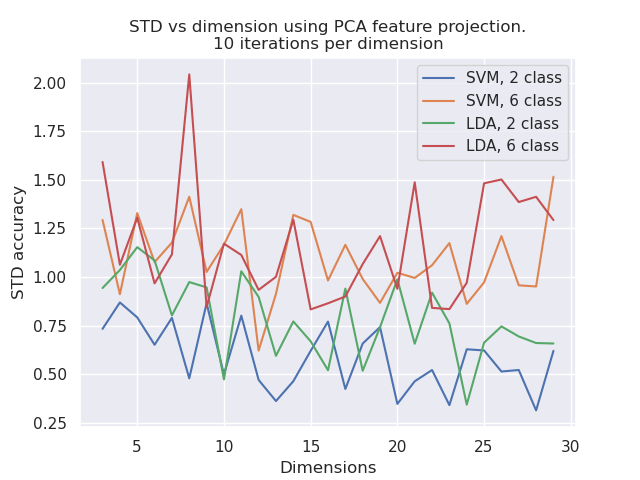 STD vs dimension using PCA feature projection.
10 iterations per dimension
SVM, 2 class
SVM, 6 class
LDA, 2 class
LDA, 6 class
STD accuracy
2.00
1.75
1.50
1.25
1.00
0.75
0.50
0.25
5 10 15 20 25 30
Dimensions